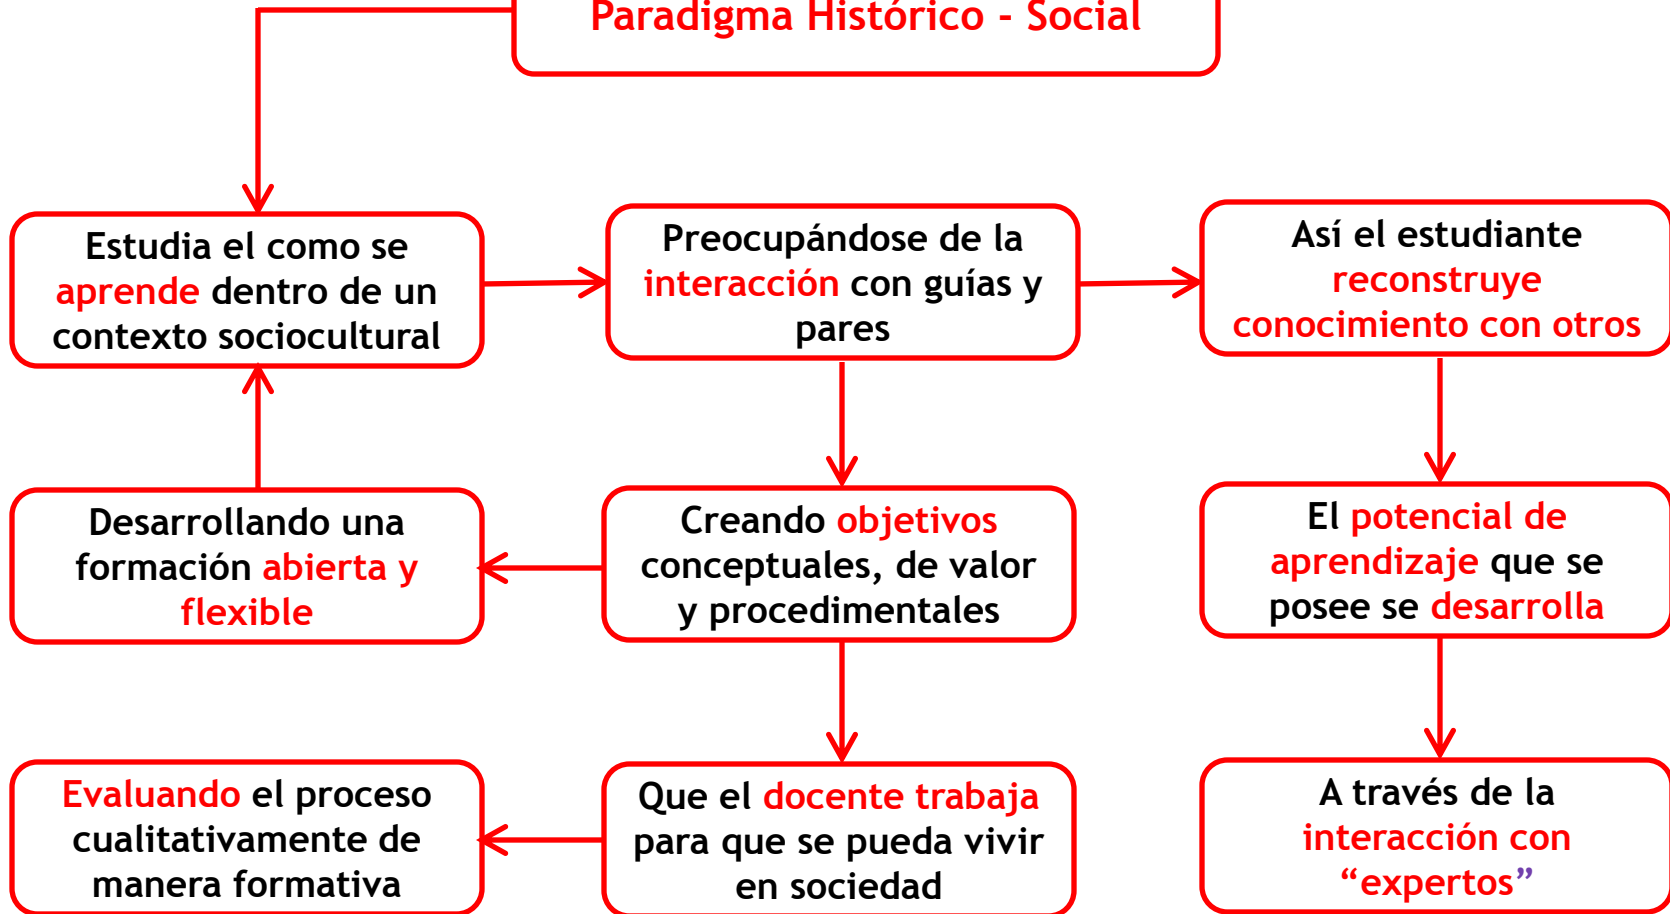 Paradigma Histórico - Social
Estudia el como se
aprende dentro de un
contexto sociocultural
Preocupándose de la
interacción con guías y
pares
Así el estudiante
reconstruye
conocimiento con otros
Desarrollando una
formación abierta y
flexible
Creando objetivos
conceptuales, de valor
y procedimentales
El potencial de
aprendizaje que se
posee se desarrolla
Evaluando el proceso
cualitativamente de
manera formativa
Que el docente trabaja
para que se pueda vivir
en sociedad
A través de la
interacción con
“expertos”